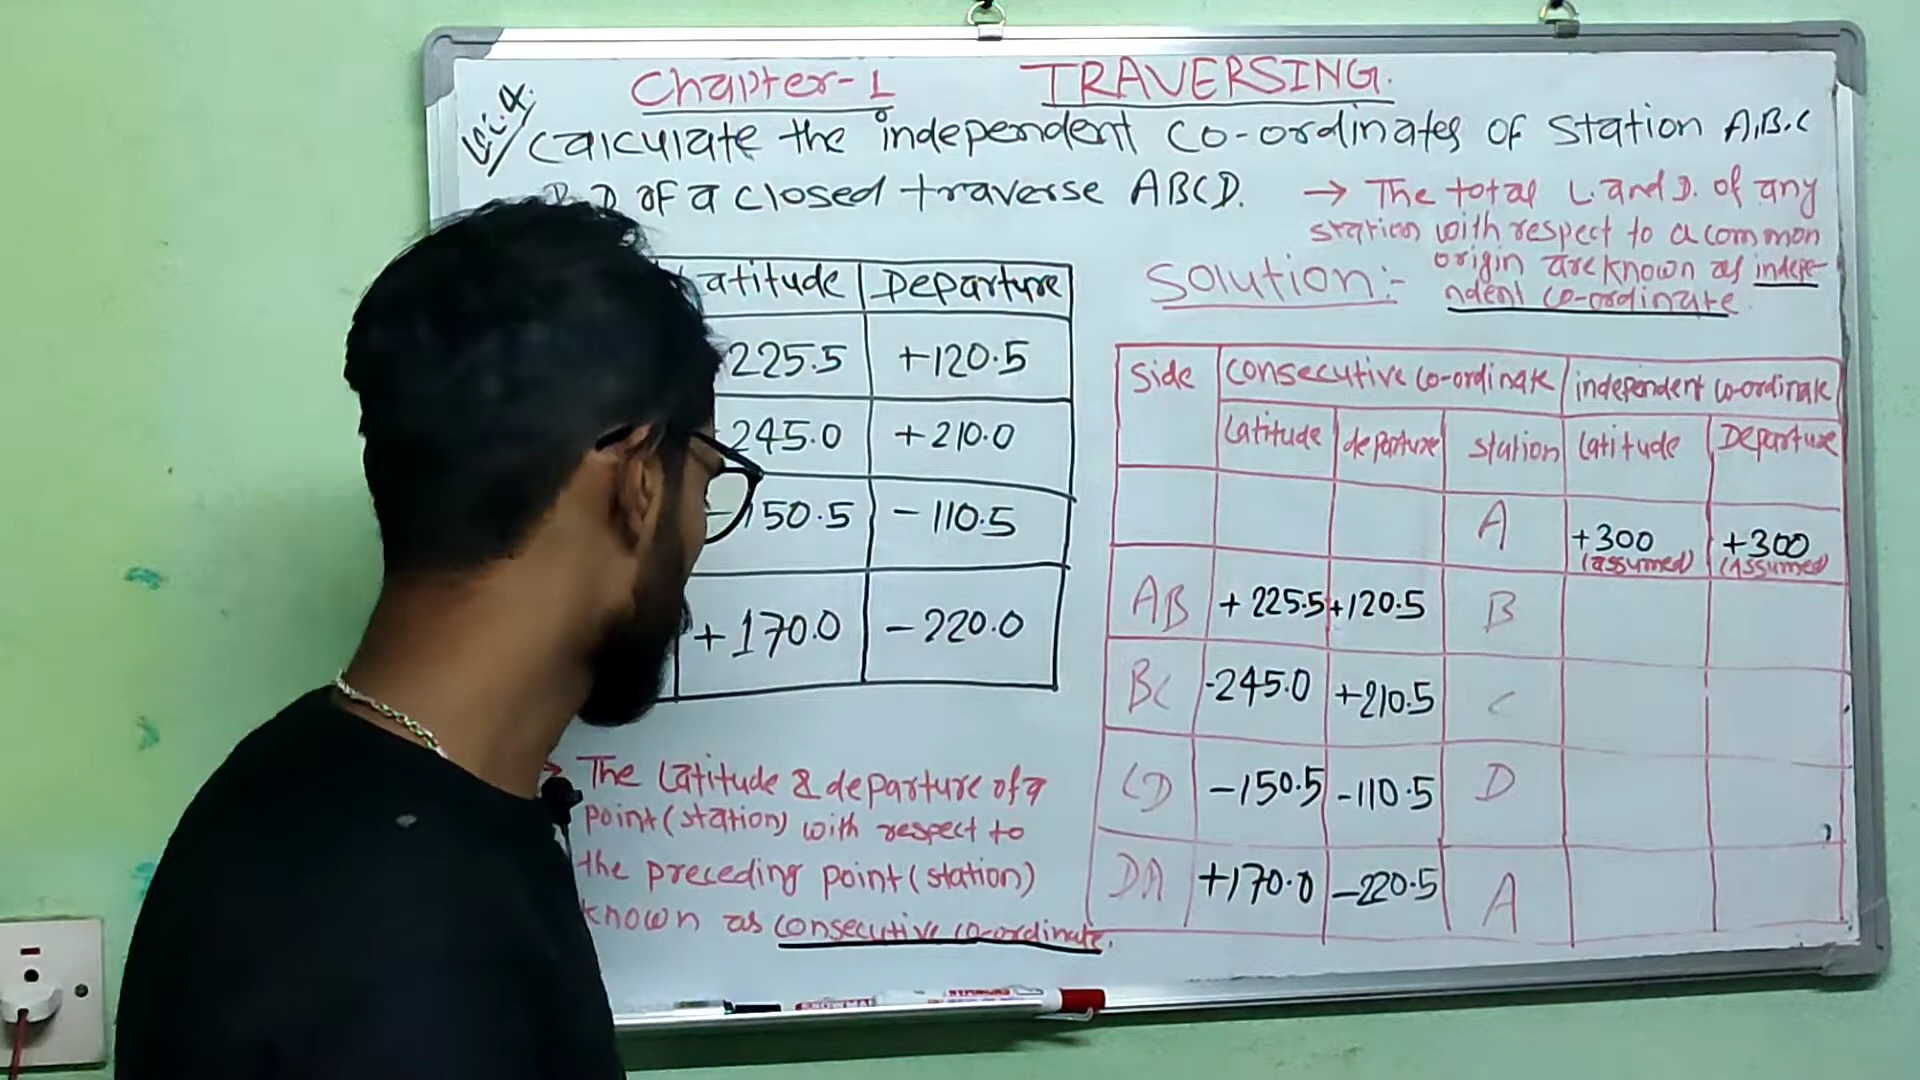 Chapter-1 TRAVERSING.
Calculate the independent co-ordinates of station A,B,C
D of a closed traverse ABCD.
→ The total L. and D. of any
station with respect to a common
origin are known as indepe-
ndent co-ordinate.
Latitude Departure
225.5 +120.5
245.0 +210.0
-150.5 -110.5
+170.0 -220.0
The Latitude & departure of a
point (station) with respect to
the preceding point (station)
known as consecutive co-ordinate.
Solution:-
Side consecutive co-ordinate independent co-ordinate
Latitude departure station Latitude Departure
A +300 +300
(assumed) (Assumed)
AB +225.5 +120.5 B
BC -245.0 +210.5 C
CD -150.5 -110.5 D
DA +170.0 -220.5 A